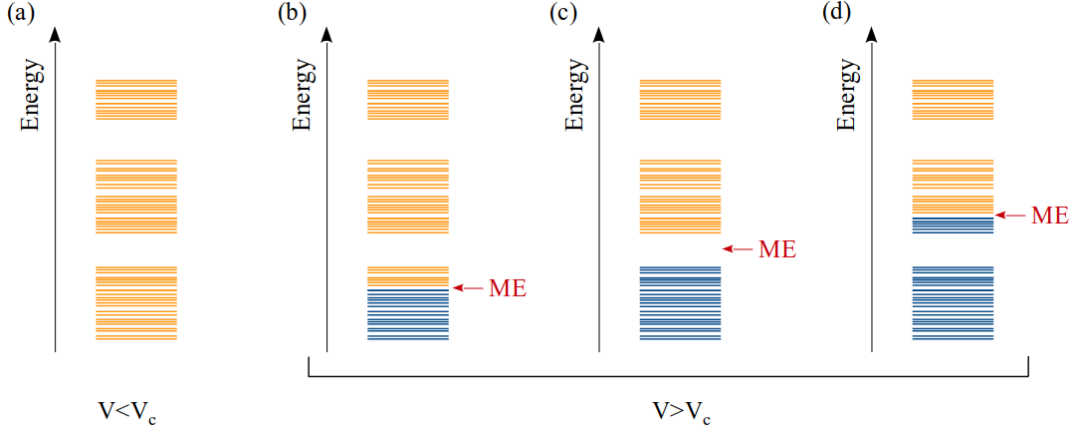 (a)
(b)
(c)
(d)
Energy
Energy
Energy
Energy
ME
ME
ME
V<Vc
V>Vc